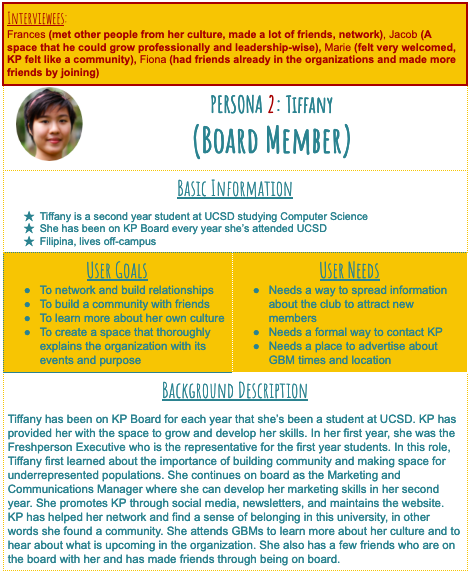 Interviewees:
Frances (met other people from her culture, made a lot of friends, network), Jacob (A
space that he could grow professionally and leadership-wise), Marie (felt very welcomed,
KP felt like a community), Fiona (had friends already in the organizations and made more
friends by joining)
PERSONA 2: Tiffany
(Board Member)
Basic Information
★ Tiffany is a second year student at UCSD studying Computer Science
★ She has been on KP Board every year she's attended UCSD
★ Filipina, lives off-campus
User Goals
● To network and build relationships
● To build a community with friends
● To learn more about her own culture
● To create a space that thoroughly
explains the organization with its
events and purpose
User Needs
● Needs a way to spread information
about the club to attract new
members
● Needs a formal way to contact KP
● Needs a place to advertise about
GBM times and location
Background Description
Tiffany has been on KP Board for each year that she's been a student at UCSD. KP has
provided her with the space to grow and develop her skills. In her first year, she was the
Freshperson Executive who is the representative for the first year students. In this role,
Tiffany first learned about the importance of building community and making space for
underrepresented populations. She continues on board as the Marketing and
Communications Manager where she can develop her marketing skills in her second
year. She promotes KP through social media, newsletters, and maintains the website.
KP has helped her network and find a sense of belonging in this university, in other
words she found a community. She attends GBMs to learn more about her culture and to
hear about what is upcoming in the organization. She also has a few friends who are on
the board with her and has made friends through being on board.